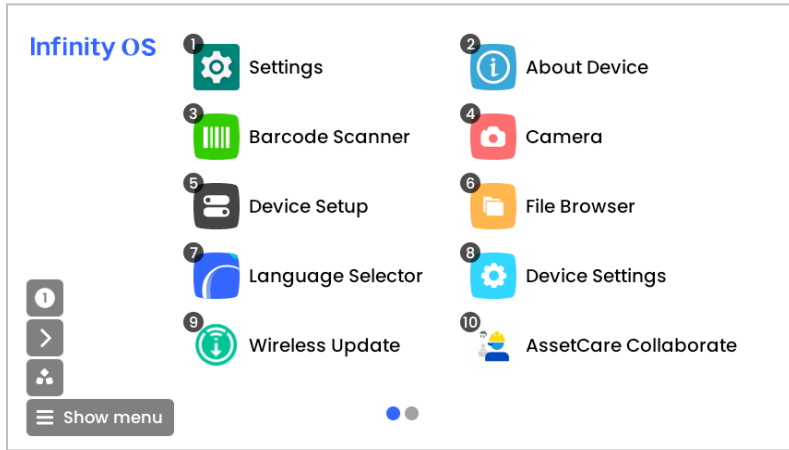 Infinity OS
1 Settings
2 About Device
3 Barcode Scanner
4 Camera
5 Device Setup
6 File Browser
7 Language Selector
8 Device Settings
9 Wireless Update
10 AssetCare Collaborate
1
Show menu